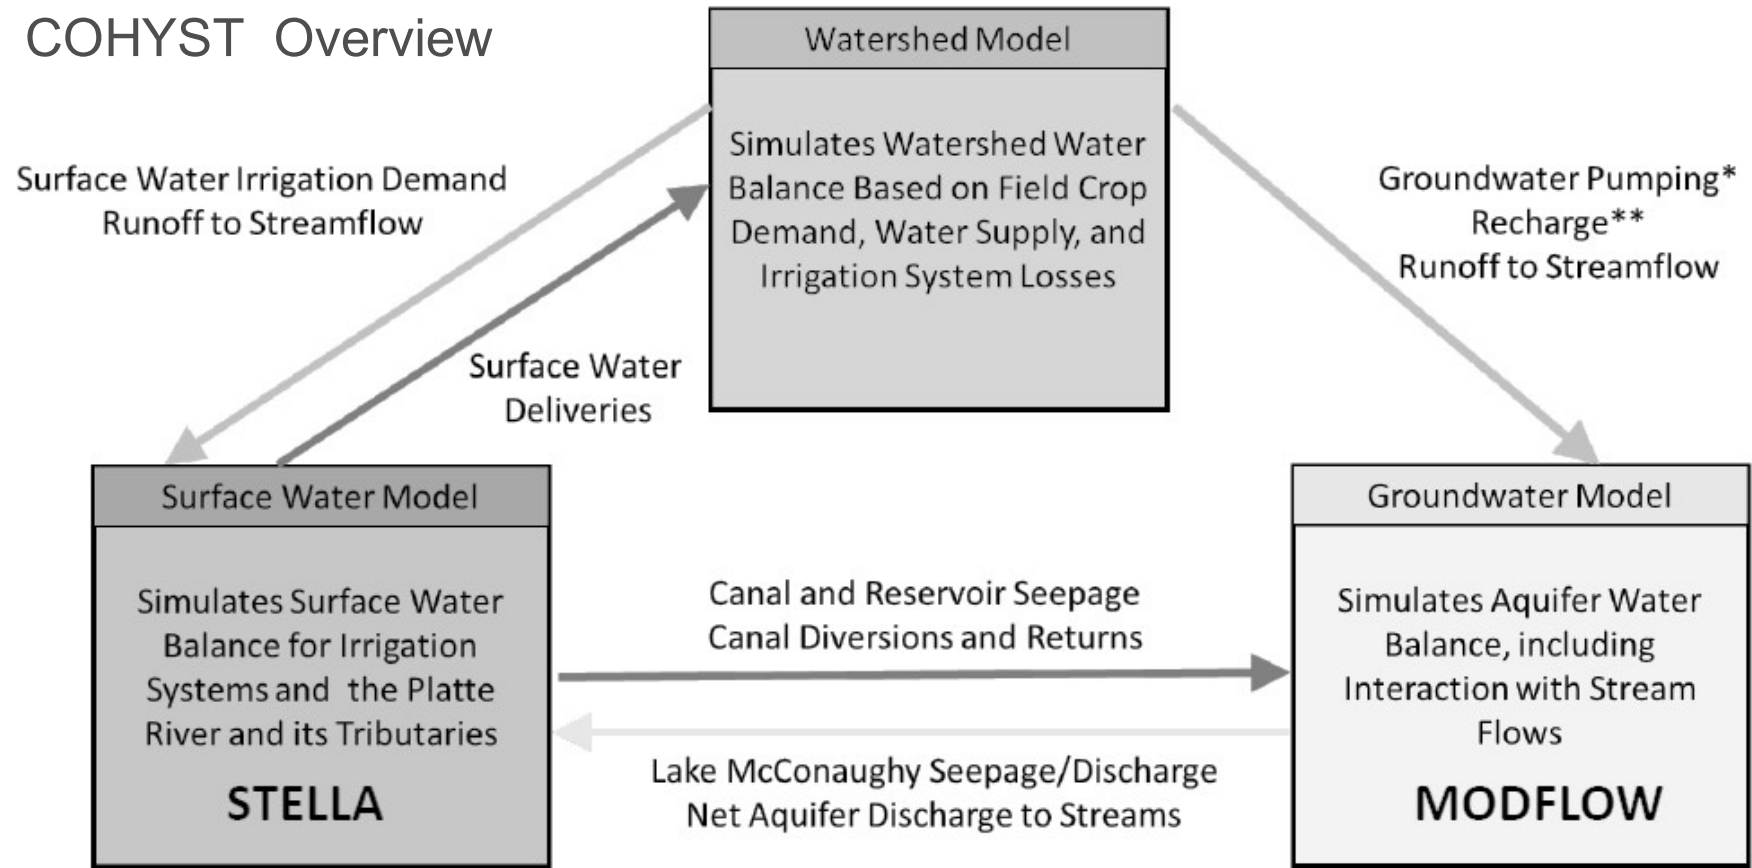 COHYST Overview
Watershed Model
Simulates Watershed Water
Balance Based on Field Crop
Demand, Water Supply, and
Irrigation System Losses
Surface Water Irrigation Demand
Runoff to Streamflow
Groundwater Pumping*
Recharge**
Runoff to Streamflow
Surface Water
Deliveries
Surface Water Model
Simulates Surface Water
Balance for Irrigation
Systems and the Platte
River and its Tributaries
STELLA
Canal and Reservoir Seepage
Canal Diversions and Returns
Lake McConaughy Seepage/Discharge
Net Aquifer Discharge to Streams
Groundwater Model
Simulates Aquifer Water
Balance, including
Interaction with Stream
Flows
MODFLOW